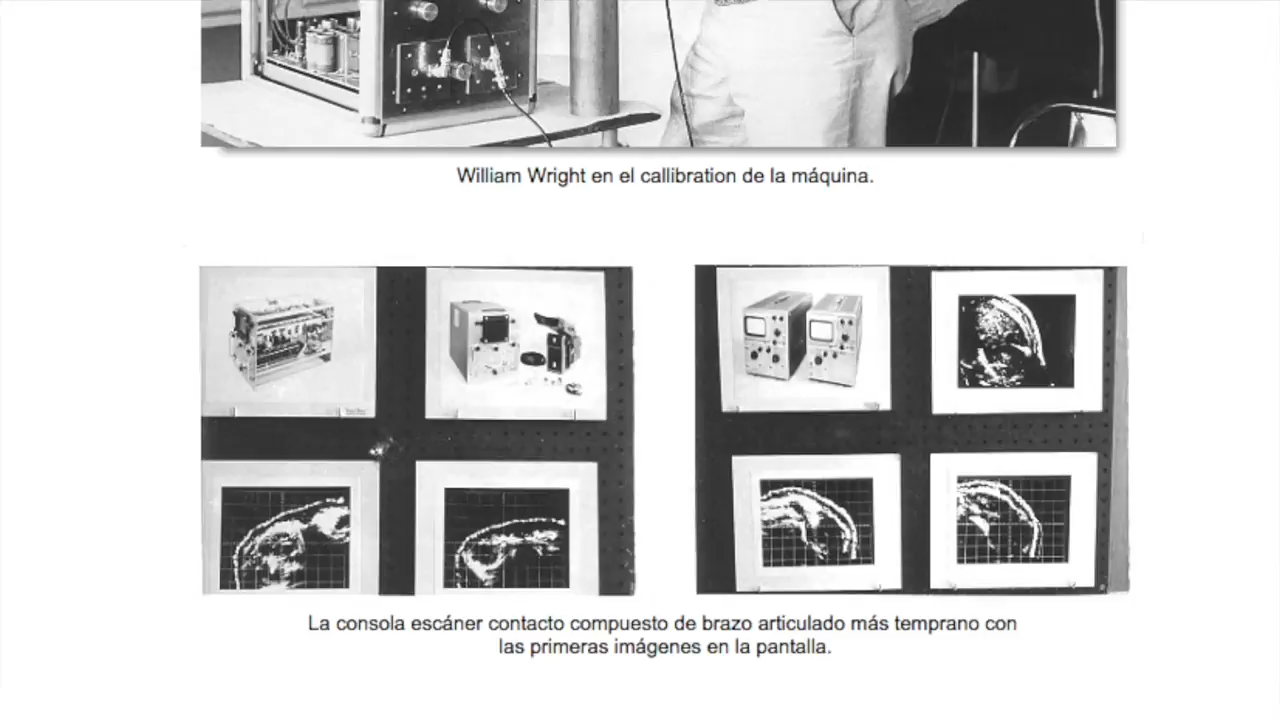 William Wright en el callibration de la máquina.
La consola escáner contacto compuesto de brazo articulado más temprano con
las primeras imágenes en la pantalla.